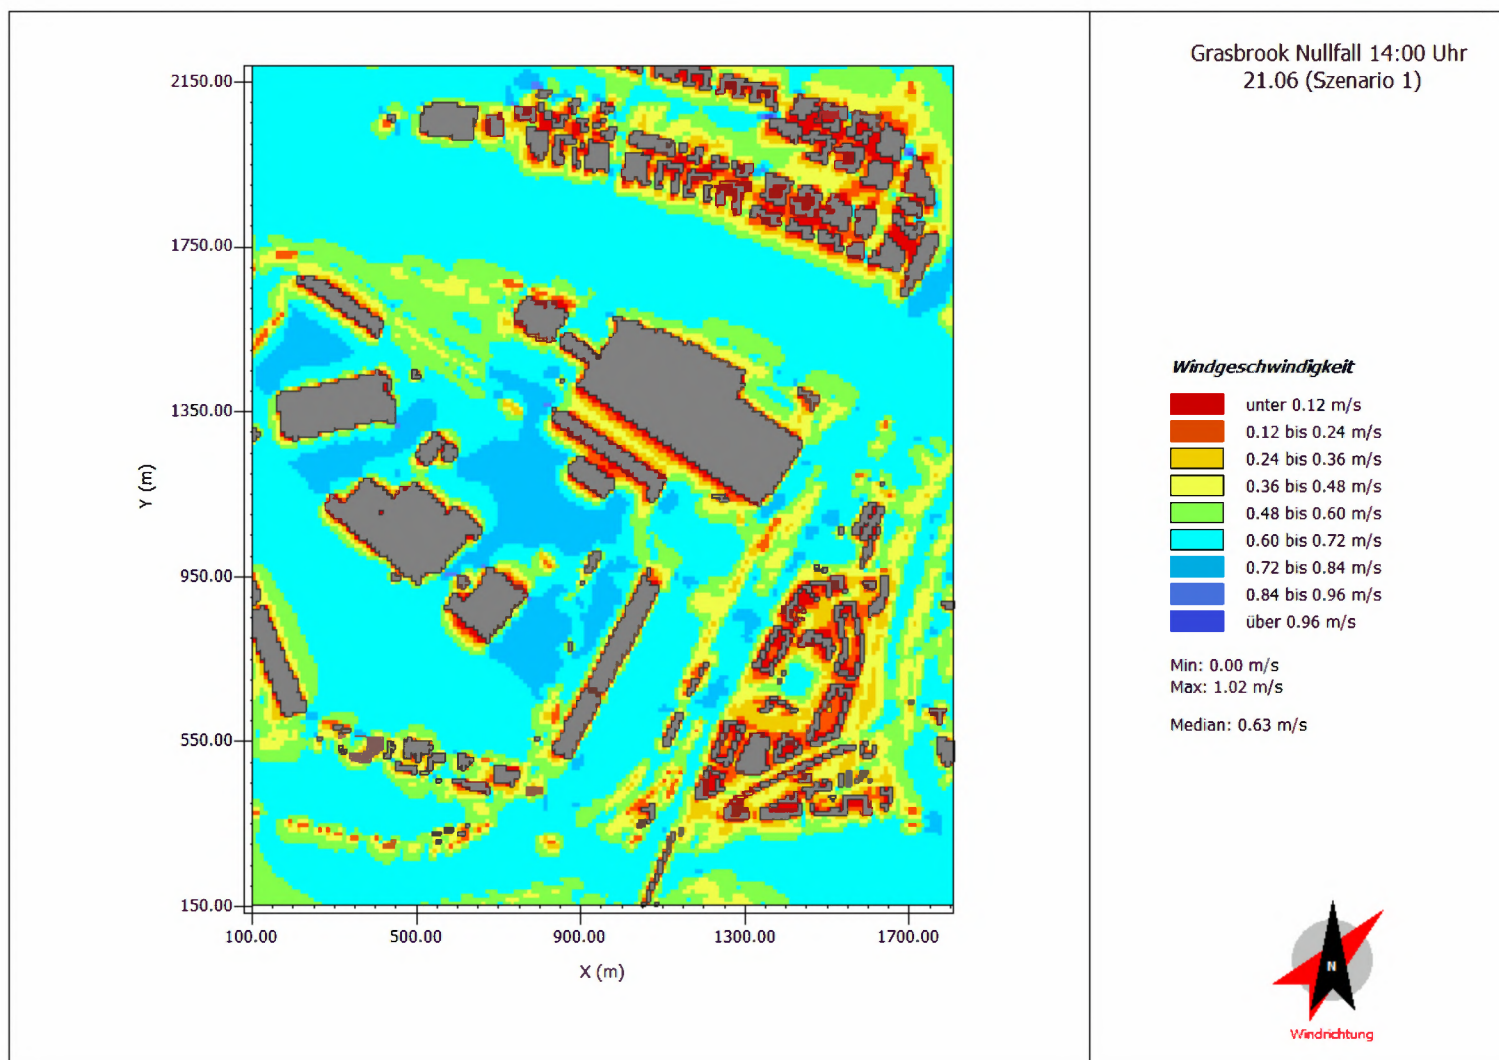 Grasbrook Nullfall 14:00 Uhr
21.06 (Szenario 1)
2150.00
1750.00
1350.00
950.00
550.00
150.00
Y (m)
100.00 500.00 900.00 1300.00 1700.00
X (m)
Windgeschwindigkeit
unter 0.12 m/s
0.12 bis 0.24 m/s
0.24 bis 0.36 m/s
0.36 bis 0.48 m/s
0.48 bis 0.60 m/s
0.60 bis 0.72 m/s
0.72 bis 0.84 m/s
0.84 bis 0.96 m/s
über 0.96 m/s
Min: 0.00 m/s
Max: 1.02 m/s
Median: 0.63 m/s
N
Windrichtung